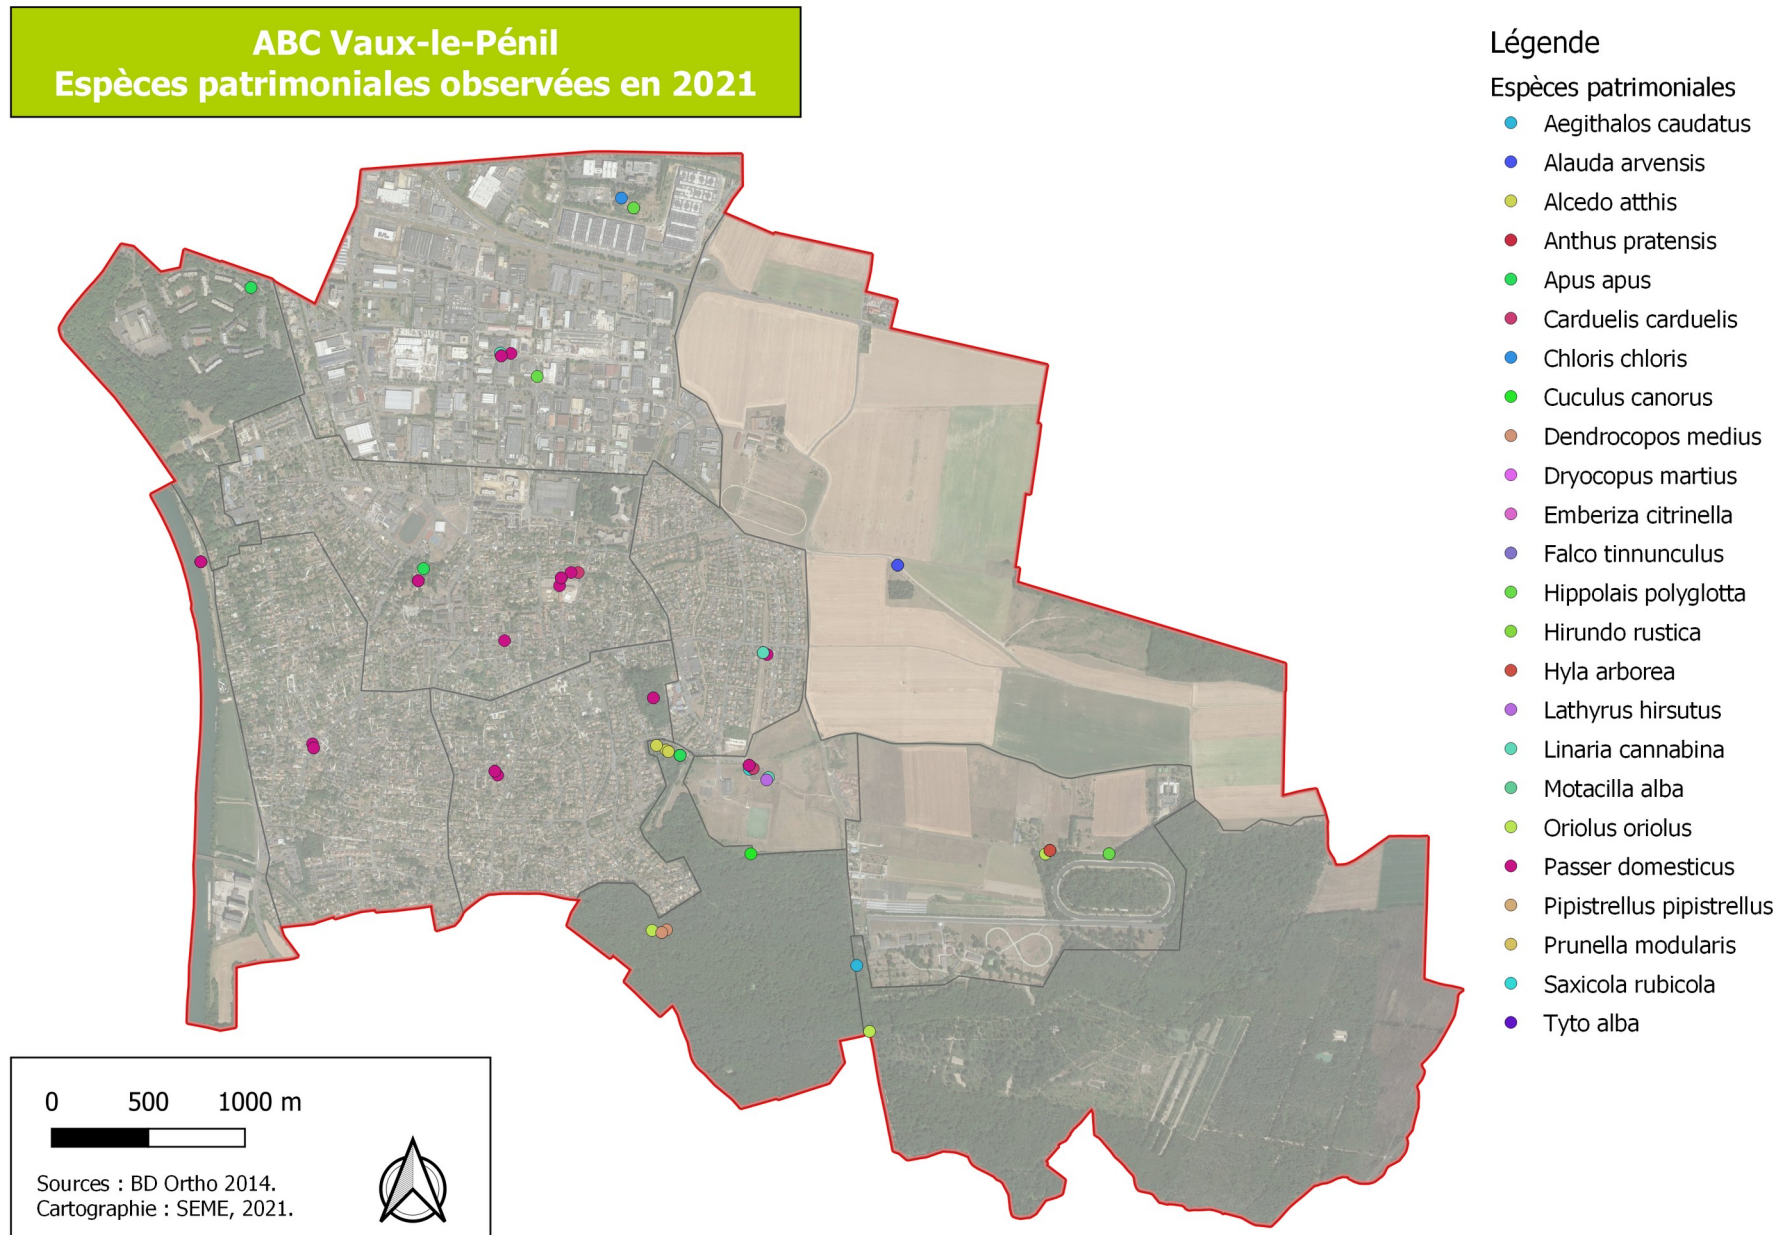 ABC Vaux-le-Pénil
Espèces patrimoniales observées en 2021
Légende
Espèces patrimoniales
Aegithalos caudatus
Alauda arvensis
Alcedo atthis
Anthus pratensis
Apus apus
Carduelis carduelis
Chloris chloris
Cuculus canorus
Dendrocopos medius
Dryocopus martius
Emberiza citrinella
Falco tinnunculus
Hippolais polyglotta
Hirundo rustica
Hyla arborea
Lathyrus hirsutus
Linaria cannabina
Motacilla alba
Oriolus oriolus
Passer domesticus
Pipistrellus pipistrellus
Prunella modularis
Saxicola rubicola
Tyto alba
0 500 1000 m
Sources : BD Ortho 2014.
Cartographie : SEME, 2021.